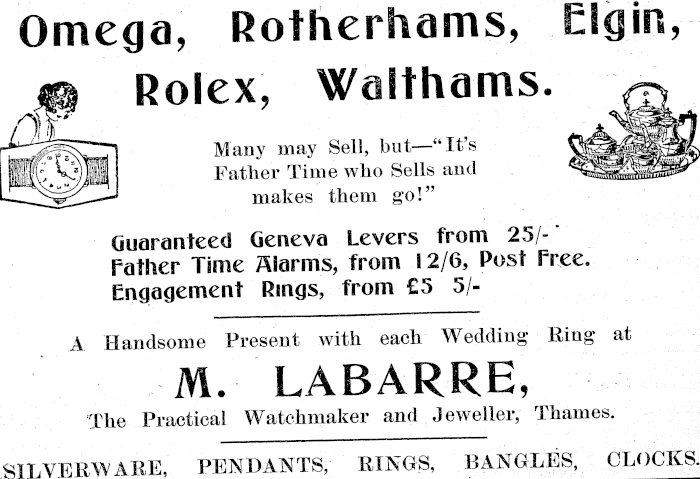 Omega, Rotherhams, Elgin,
Rolex, Walthams.
Many may Sell, but—"It's
Father Time who Sells and
makes them go!"
Guaranteed Geneva Levers from 25/-
Father Time Alarms, from 12/6, Post Free.
Engagement Rings, from £5 5/-
A Handsome Present with each Wedding Ring at
M. LABARRE,
The Practical Watchmaker and Jeweller, Thames.
SILVERWARE, PENDANTS, RINGS, BANGLES, CLOCKS.